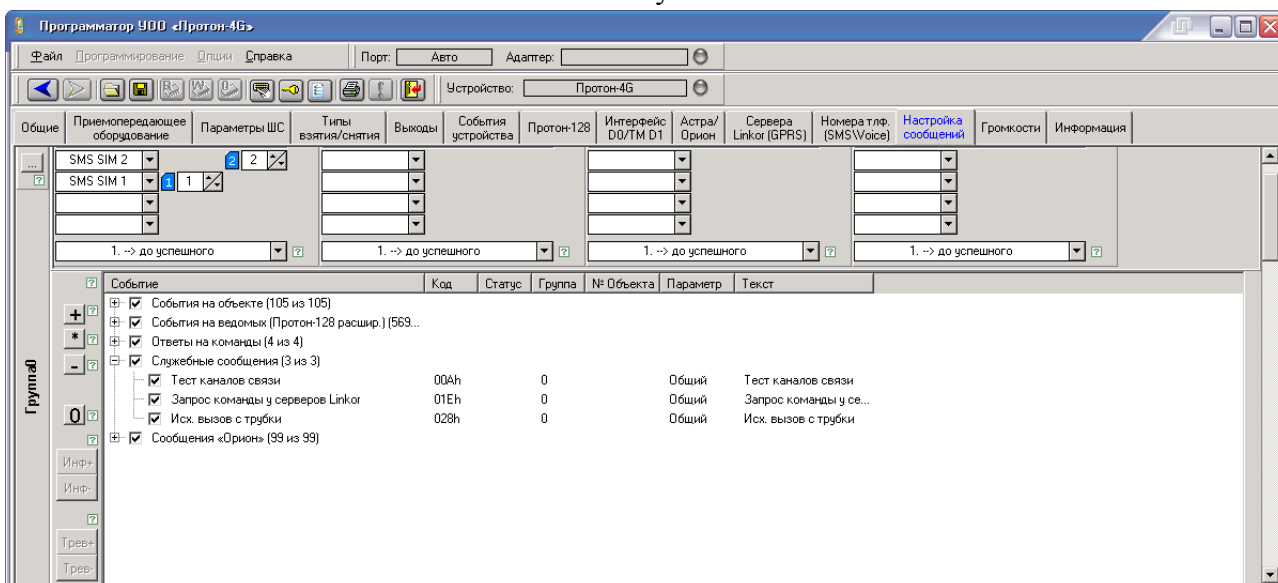 Программатор УОО «Протон-4G»
Файл Программирование Опции Справка Порт: Авто Адаптер:
Устройство: Протон-4G
Общие Приемопередающее оборудование Параметры ШС Типы взятия/снятия Выходы События устройства Протон-128 Интерфейс D0/TM D1 Астра/Орион Сервера Linkor (GPRS) Номера тлф. (SMS\Voice) Настройка сообщений Громкости Информация
... SMS SIM 2 2 2
? SMS SIM 1 1 1
1. --> до успешного ? 1. --> до успешного ? 1. --> до успешного ? 1. --> до успешного ?
? Событие Код Статус Группа № Объекта Параметр Текст
+ ? События на объекте (105 из 105)
События на ведомых (Протон-128 расшир.) (569...
* ? Ответы на команды (4 из 4)
- ? Служебные сообщения (3 из 3)
Тест каналов связи 00Ah 0 Общий Тест каналов связи
Запрос команды у серверов Linkor 01Eh 0 Общий Запрос команды у се...
0 ? Исх. вызов с трубки 028h 0 Общий Исх. вызов с трубки
? Сообщения «Орион» (99 из 99)
Группа0
Инф+
Инф-
?
Трев+
Трев-